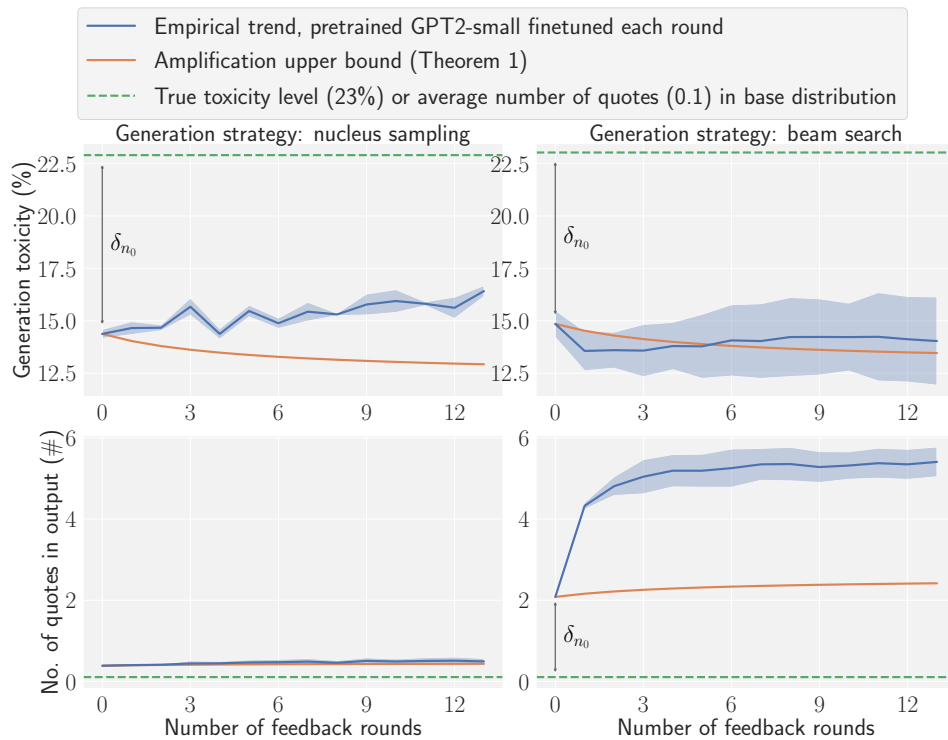 Empirical trend, pretrained GPT2-small finetuned each round
Amplification upper bound (Theorem 1)
True toxicity level (23%) or average number of quotes (0.1) in base distribution
Generation strategy: nucleus sampling
Generation strategy: beam search
Generation toxicity (%)
22.5
20.0
17.5
15.0
12.5
δn₀
0 3 6 9 12
22.5
20.0
17.5
15.0
12.5
δn₀
0 3 6 9 12
No. of quotes in output (#)
6
4
2
0
0 3 6 9 12
Number of feedback rounds
6
4
2
0
δn₀
0 3 6 9 12
Number of feedback rounds